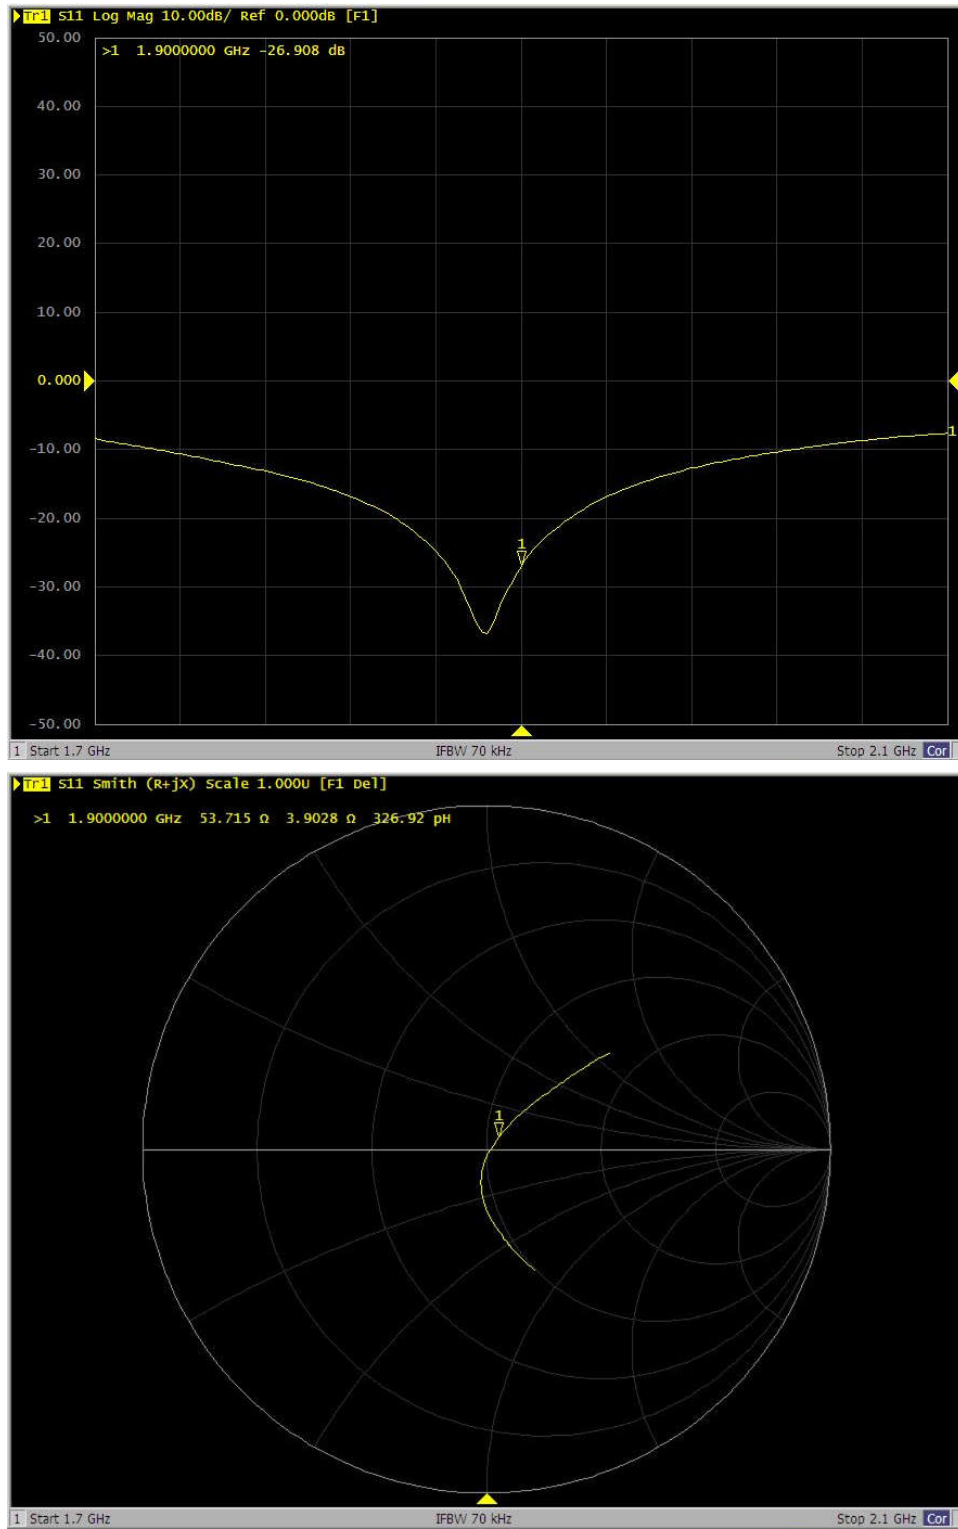 Tr1 S11 Log Mag 10.00dB/ Ref 0.000dB [F1]
50.00
>1 1.9000000 GHz -26.908 dB
40.00
30.00
20.00
10.00
0.000
-10.00
1
-20.00
1
-30.00
-40.00
-50.00
1 Start 1.7 GHz IFBW 70 kHz Stop 2.1 GHz Cor
Tr1 S11 Smith (R+jX) Scale 1.000U [F1 Del]
>1 1.9000000 GHz 53.715 Ω 3.9028 Ω 326.92 pH
1
1 Start 1.7 GHz IFBW 70 kHz Stop 2.1 GHz Cor